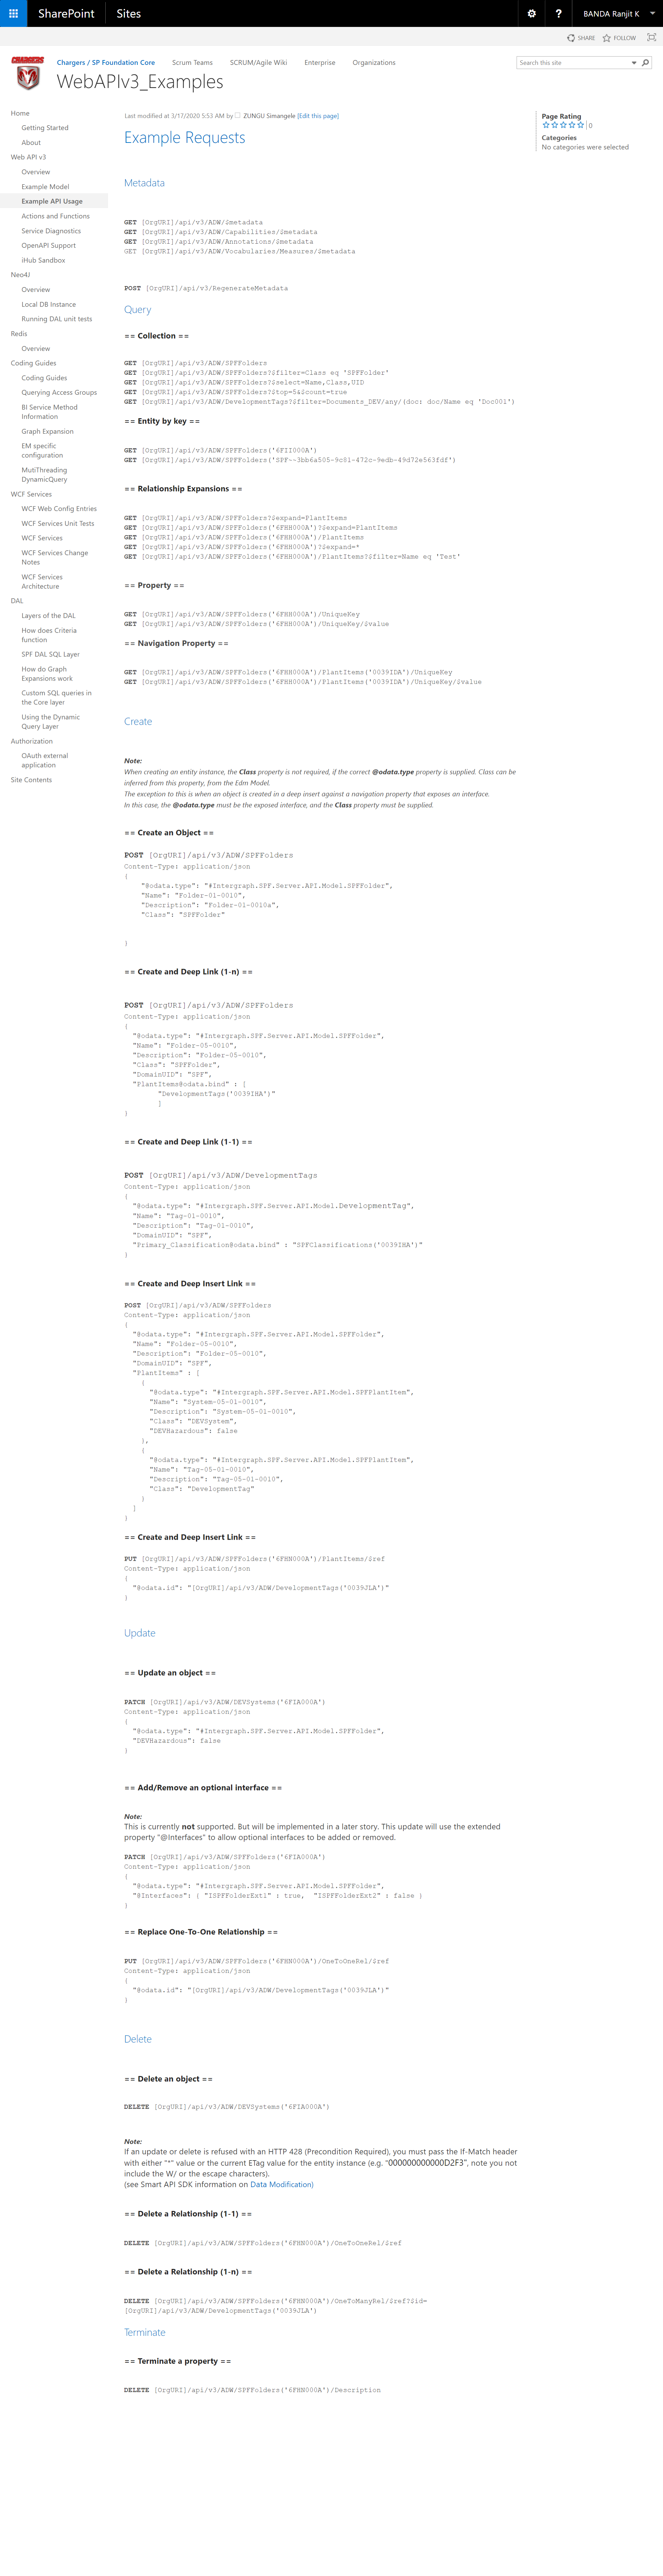 SharePoint
Sites
BANDA Ranjit K
SHARE
FOLLOW
CHARGERS
Chargers / SP Foundation Core
Scrum Teams
SCRUM/Agile Wiki
Enterprise
Organizations
Search this site
WebAPIv3_Examples
Home
Getting Started
About
Web API v3
Overview
Example Model
Example API Usage
Actions and Functions
Service Diagnostics
OpenAPI Support
iHub Sandbox
Neo4J
Overview
Local DB Instance
Running DAL unit tests
Redis
Overview
Coding Guides
Coding Guides
Querying Access Groups
BI Service Method
Information
Graph Expansion
EM specific
configuration
MutiThreading
DynamicQuery
WCF Services
WCF Web Config Entries
WCF Services Unit Tests
WCF Services
WCF Services Change
Notes
WCF Services
Architecture
DAL
Layers of the DAL
How does Criteria
function
SPF DAL SQL Layer
How do Graph
Expansions work
Custom SQL queries in
the Core layer
Using the Dynamic
Query Layer
Authorization
OAuth external
application
Site Contents
Last modified at 3/17/2020 5:53 AM by ZUNGU Simangele [Edit this page]
Page Rating
0
Categories
No categories were selected
Example Requests
Metadata
GET [OrgURI]/api/v3/ADW/$metadata
GET [OrgURI]/api/v3/ADW/Capabilities/$metadata
GET [OrgURI]/api/v3/ADW/Annotations/$metadata
GET [OrgURI]/api/v3/ADW/Vocabularies/Measures/$metadata
POST [OrgURI]/api/v3/RegenerateMetadata
Query
== Collection ==
GET [OrgURI]/api/v3/ADW/SPFFolders
GET [OrgURI]/api/v3/ADW/SPFFolders?$filter=Class eq 'SPFFolder'
GET [OrgURI]/api/v3/ADW/SPFFolders?$select=Name,Class,UID
GET [OrgURI]/api/v3/ADW/SPFFolders?$top=5&$count=true
GET [OrgURI]/api/v3/ADW/DevelopmentTags?$filter=Documents_DEV/any/(doc: doc/Name eq 'Doc001')
== Entity by key ==
GET [OrgURI]/api/v3/ADW/SPFFolders('6FII000A')
GET [OrgURI]/api/v3/ADW/SPFFolders('SPF~~3bb6a505-9c81-472c-9edb-49d72e563fdf')
== Relationship Expansions ==
GET [OrgURI]/api/v3/ADW/SPFFolders?$expand=PlantItems
GET [OrgURI]/api/v3/ADW/SPFFolders('6FHH000A')?$expand=PlantItems
GET [OrgURI]/api/v3/ADW/SPFFolders('6FHH000A')/PlantItems
GET [OrgURI]/api/v3/ADW/SPFFolders('6FHH000A')?$expand=*
GET [OrgURI]/api/v3/ADW/SPFFolders('6FHH000A')/PlantItems?$filter=Name eq 'Test'
== Property ==
GET [OrgURI]/api/v3/ADW/SPFFolders('6FHH000A')/UniqueKey
GET [OrgURI]/api/v3/ADW/SPFFolders('6FHH000A')/UniqueKey/$value
== Navigation Property ==
GET [OrgURI]/api/v3/ADW/SPFFolders('6FHH000A')/PlantItems('0039IDA')/UniqueKey
GET [OrgURI]/api/v3/ADW/SPFFolders('6FHH000A')/PlantItems('0039IDA')/UniqueKey/$value
Create
Note:
When creating an entity instance, the Class property is not required, if the correct @odata.type property is supplied. Class can be
inferred from this property, from the Edm Model.
The exception to this is when an object is created in a deep insert against a navigation property that exposes an interface.
In this case, the @odata.type must be the exposed interface, and the Class property must be supplied.
== Create an Object ==
POST [OrgURI]/api/v3/ADW/SPFFolders
Content-Type: application/json
{
"@odata.type": "#Intergraph.SPF.Server.API.Model.SPFFolder",
"Name": "Folder-01-0010",
"Description": "Folder-01-0010a",
"Class": "SPFFolder"
}
== Create and Deep Link (1-n) ==
POST [OrgURI]/api/v3/ADW/SPFFolders
Content-Type: application/json
{
"@odata.type": "#Intergraph.SPF.Server.API.Model.SPFFolder",
"Name": "Folder-05-0010",
"Description": "Folder-05-0010",
"Class": "SPFFolder",
"DomainUID": "SPF",
"PlantItems@odata.bind" : [
"DevelopmentTags('0039IHA')"
]
}
== Create and Deep Link (1-1) ==
POST [OrgURI]/api/v3/ADW/DevelopmentTags
Content-Type: application/json
{
"@odata.type": "#Intergraph.SPF.Server.API.Model.DevelopmentTag",
"Name": "Tag-01-0010",
"Description": "Tag-01-0010",
"DomainUID": "SPF",
"Primary_Classification@odata.bind" : "SPFClassifications('0039IHA')"
}
== Create and Deep Insert Link ==
POST [OrgURI]/api/v3/ADW/SPFFolders
Content-Type: application/json
{
"@odata.type": "#Intergraph.SPF.Server.API.Model.SPFFolder",
"Name": "Folder-05-0010",
"Description": "Folder-05-0010",
"DomainUID": "SPF",
"PlantItems" : [
{
"@odata.type": "#Intergraph.SPF.Server.API.Model.SPFPlantItem",
"Name": "System-05-01-0010",
"Description": "System-05-01-0010",
"Class": "DEVSystem",
"DEVHazardous": false
},
{
"@odata.type": "#Intergraph.SPF.Server.API.Model.SPFPlantItem",
"Name": "Tag-05-01-0010",
"Description": "Tag-05-01-0010",
"Class": "DevelopmentTag"
}
]
}
== Create and Deep Insert Link ==
PUT [OrgURI]/api/v3/ADW/SPFFolders('6FHN000A')/PlantItems/$ref
Content-Type: application/json
{
"@odata.id": "[OrgURI]/api/v3/ADW/DevelopmentTags('0039JLA')"
}
Update
== Update an object ==
PATCH [OrgURI]/api/v3/ADW/DEVSystems('6FIA000A')
Content-Type: application/json
{
"@odata.type": "#Intergraph.SPF.Server.API.Model.SPFFolder",
"DEVHazardous": false
}
== Add/Remove an optional interface ==
Note:
This is currently not supported. But will be implemented in a later story. This update will use the extended
property "@Interfaces" to allow optional interfaces to be added or removed.
PATCH [OrgURI]/api/v3/ADW/SPFFolders('6FIA000A')
Content-Type: application/json
{
"@odata.type": "#Intergraph.SPF.Server.API.Model.SPFFolder",
"@Interfaces": { "ISPFFolderExt1" : true, "ISPFFolderExt2" : false }
}
== Replace One-To-One Relationship ==
PUT [OrgURI]/api/v3/ADW/SPFFolders('6FHN000A')/OneToOneRel/$ref
Content-Type: application/json
{
"@odata.id": "[OrgURI]/api/v3/ADW/DevelopmentTags('0039JLA')"
}
Delete
== Delete an object ==
DELETE [OrgURI]/api/v3/ADW/DEVSystems('6FIA000A')
Note:
If an update or delete is refused with an HTTP 428 (Precondition Required), you must pass the If-Match header
with either "*" value or the current ETag value for the entity instance (e.g. "000000000000D2F3", note you not
include the W/ or the escape characters).
(see Smart API SDK information on Data Modification)
== Delete a Relationship (1-1) ==
DELETE [OrgURI]/api/v3/ADW/SPFFolders('6FHN000A')/OneToOneRel/$ref
== Delete a Relationship (1-n) ==
DELETE [OrgURI]/api/v3/ADW/SPFFolders('6FHN000A')/OneToManyRel/$ref?$id=
[OrgURI]/api/v3/ADW/DevelopmentTags('0039JLA')
Terminate
== Terminate a property ==
DELETE [OrgURI]/api/v3/ADW/SPFFolders('6FHN000A')/Description